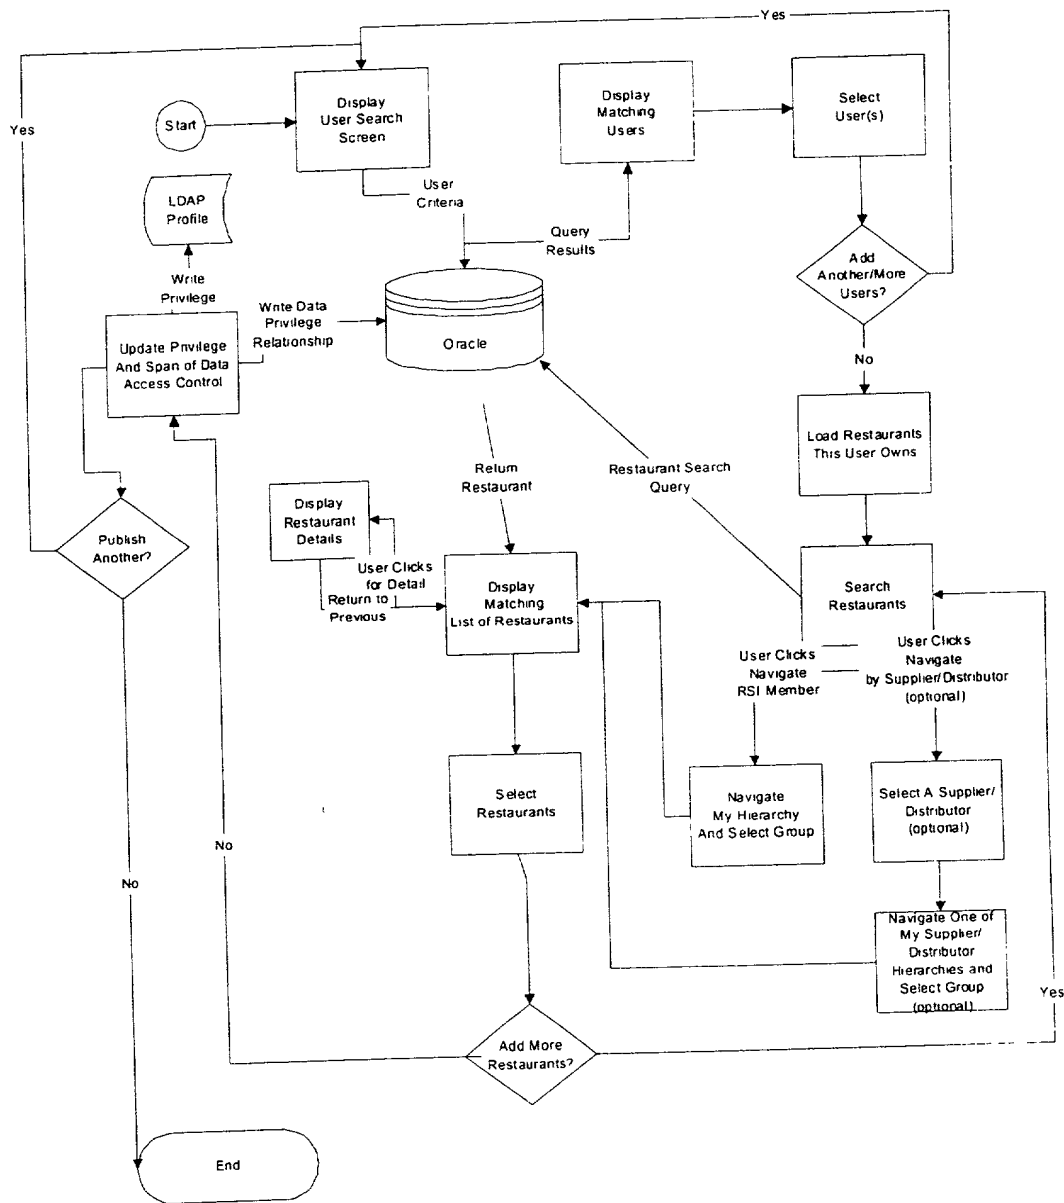 Yes
Yes
Start
Display
User Search
Screen
Display
Matching
Users
Select
User(s)
LDAP
Profile
User
Criteria
Query
Results
Add
Another/More
Users?
Write
Privilege
Write Data
Privilege
Relationship
Update Privilege
And Span of Data
Access Control
Oracle
No
Load Restaurants
This User Owns
Return
Restaurant
Restaurant Search
Query
Display
Restaurant
Details
Publish
Another?
User Clicks
for Detail
Return to
Previous
Display
Matching
List of Restaurants
Search
Restaurants
User Clicks
Navigate
RSI Member
User Clicks
Navigate
by Supplier/Distributor
(optional)
Select
Restaurants
Navigate
My Hierarchy
And Select Group
Select A Supplier/
Distributor
(optional)
No
No
Navigate One of
My Supplier/
Distributor
Hierarchies and
Select Group
(optional)
Yes
Add More
Restaurants?
End